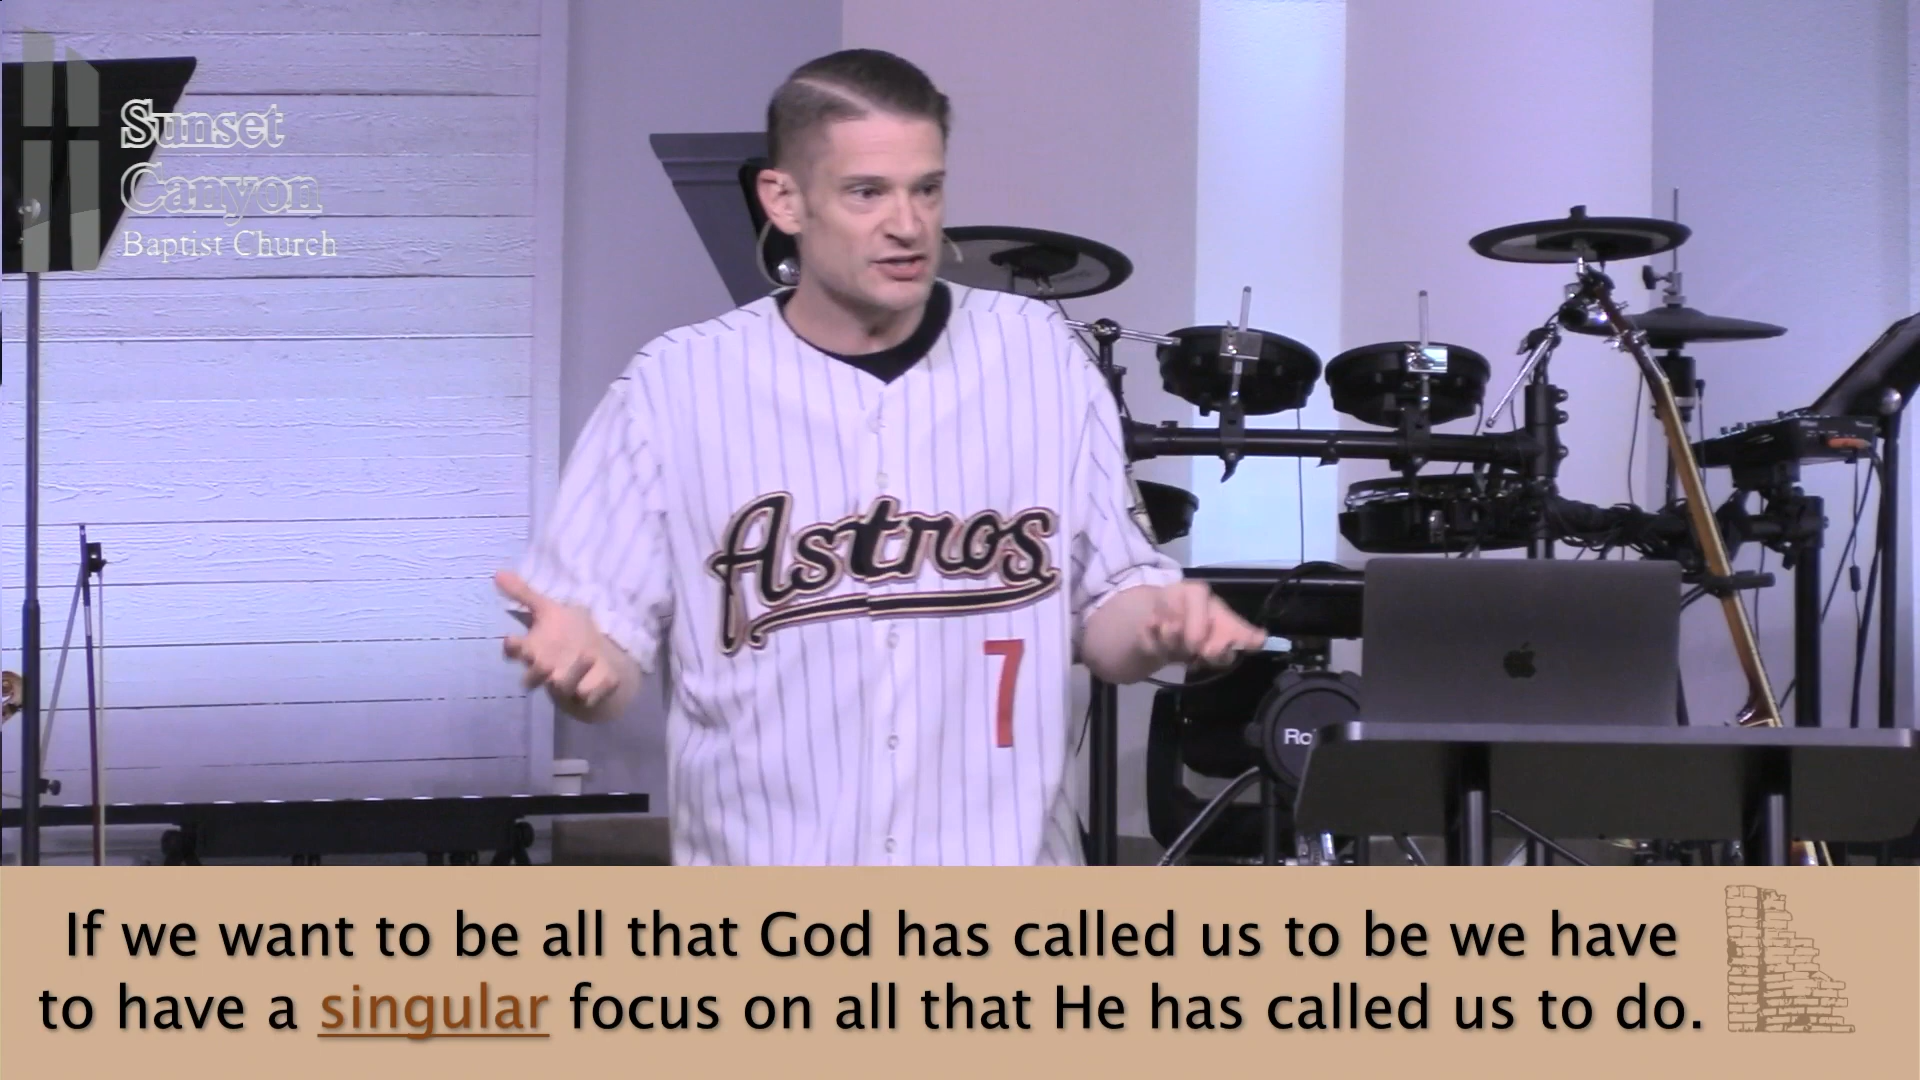 Sunset
Canyon
Baptist Church
Astros
7
If we want to be all that God has called us to be we have
to have a singular focus on all that He has called us to do.